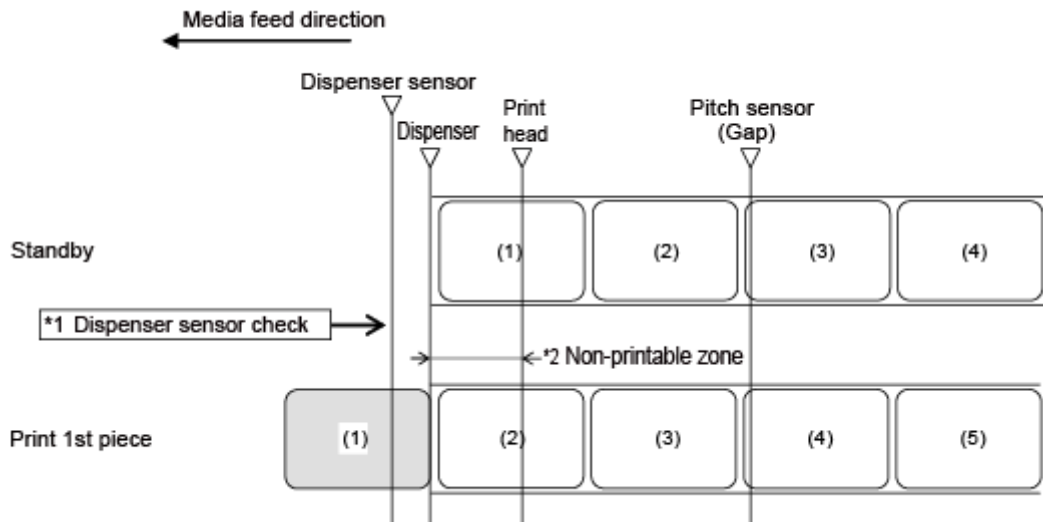 Media feed direction
Dispenser sensor
Dispenser
Print
head
Pitch sensor
(Gap)
Standby
(1)
(2)
(3)
(4)
*1 Dispenser sensor check
*2 Non-printable zone
Print 1st piece
(1)
(2)
(3)
(4)
(5)